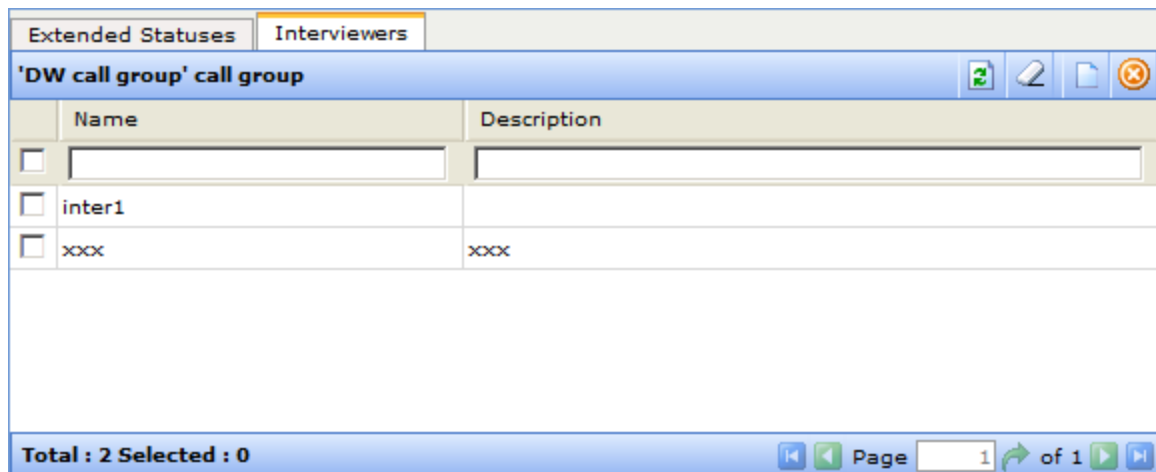 Extended Statuses Interviewers
'DW call group' call group
Name Description
inter1
xxx xxx
Total : 2 Selected : 0 Page 1 of 1